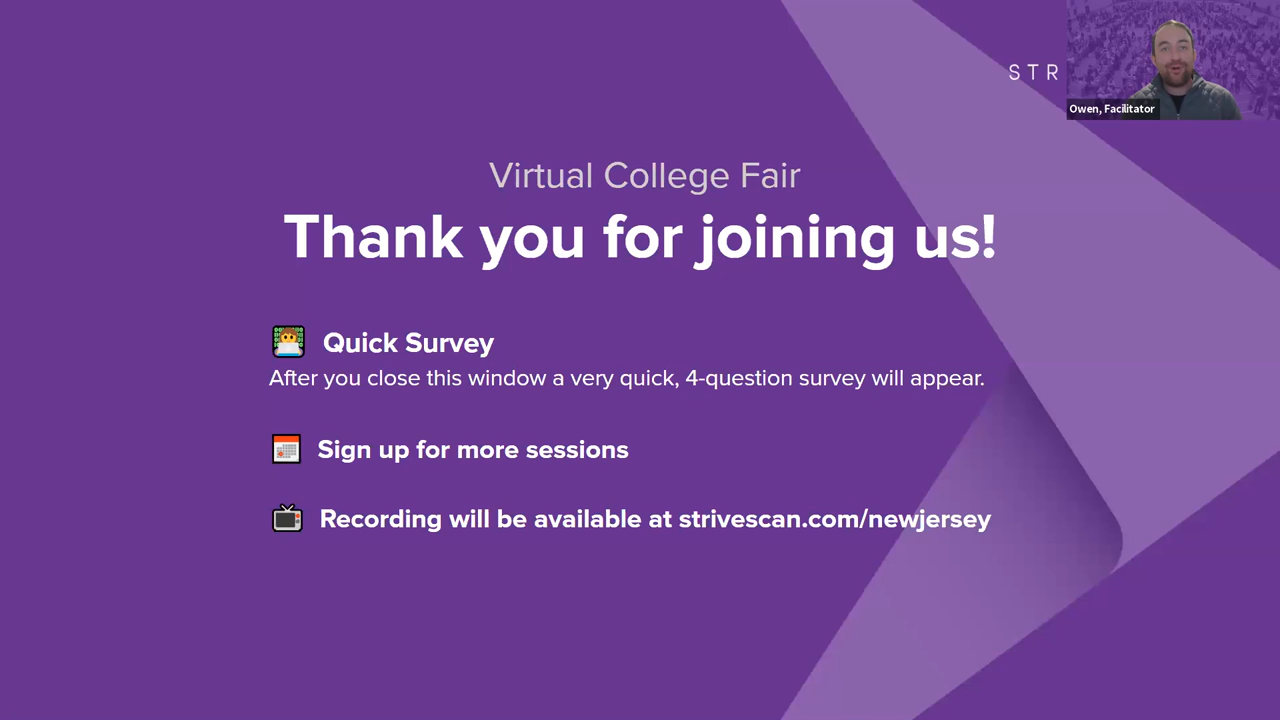 STR
Owen, Facilitator
Virtual College Fair
Thank you for joining us!
Quick Survey
After you close this window a very quick, 4-question survey will appear.
Sign up for more sessions
Recording will be available at strivescan.com/newjersey